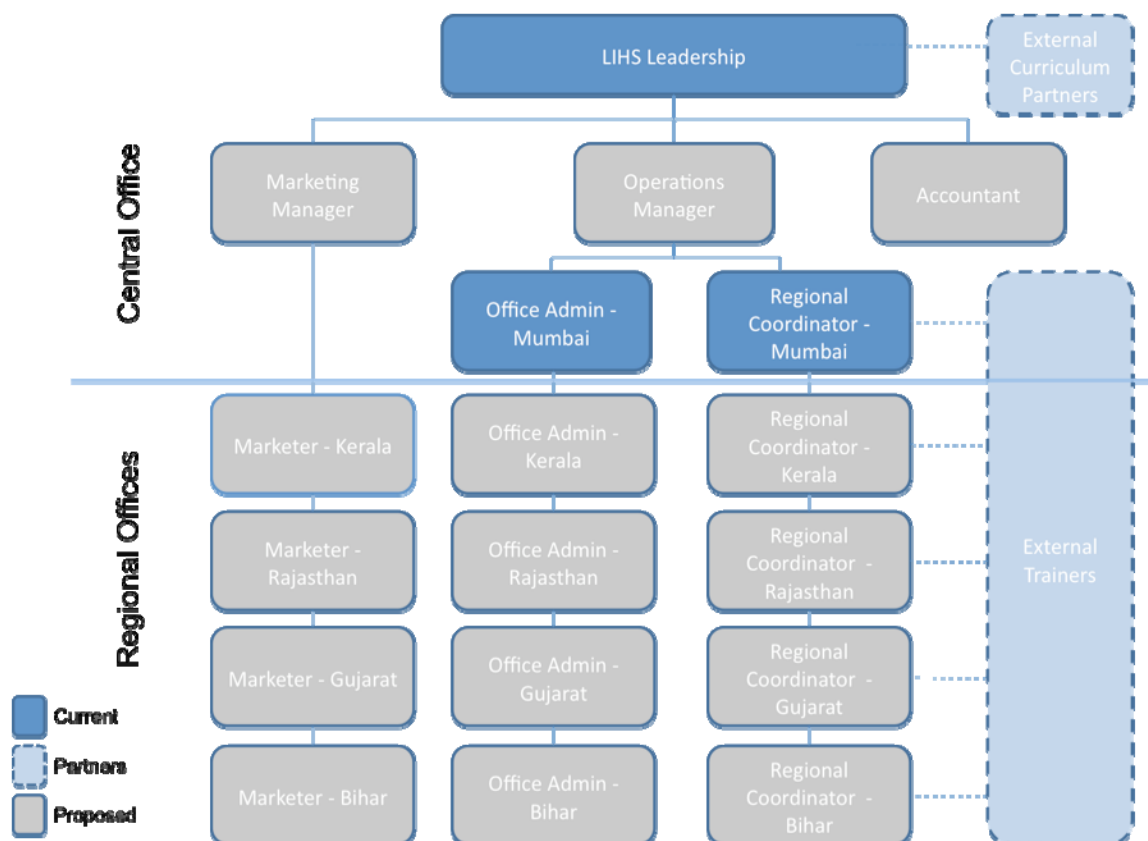 LIHS Leadership
External
Curriculum
Partners
Central Office
Marketing
Manager
Operations
Manager
Accountant
Office Admin -
Mumbai
Regional
Coordinator -
Mumbai
Regional Offices
Marketer - Kerala
Office Admin -
Kerala
Regional
Coordinator -
Kerala
Marketer -
Rajasthan
Office Admin -
Rajasthan
Regional
Coordinator -
Rajasthan
External
Trainers
Marketer - Gujarat
Office Admin -
Gujarat
Regional
Coordinator -
Gujarat
Marketer - Bihar
Office Admin -
Bihar
Regional
Coordinator -
Bihar
Current
Partners
Proposed